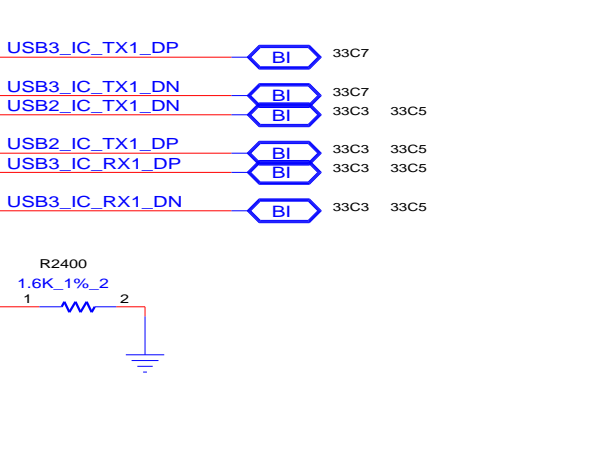 USB3_IC_TX1_DP BI 33C7
USB3_IC_TX1_DN BI 33C7
USB2_IC_TX1_DN BI 33C3 33C5
USB2_IC_TX1_DP BI 33C3 33C5
USB3_IC_RX1_DP BI 33C3 33C5
USB3_IC_RX1_DN BI 33C3 33C5
R2400
1.6K_1%_2
1 2